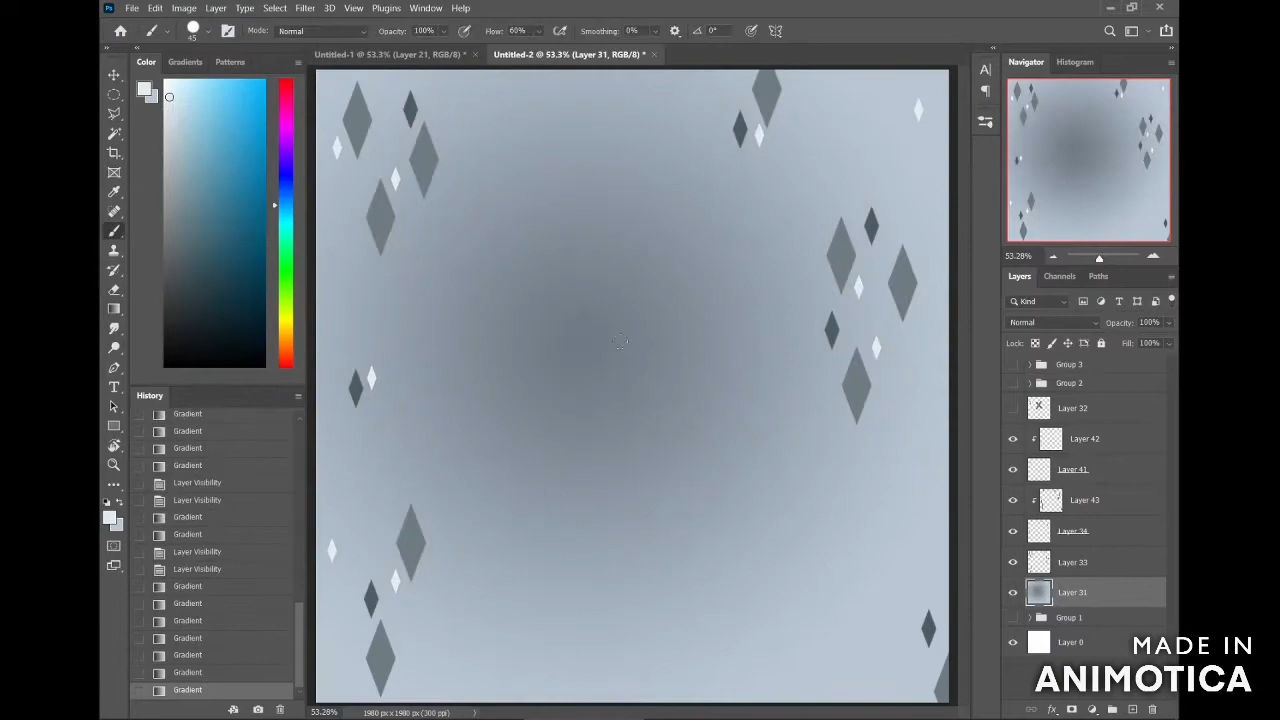 Ps File Edit Image Layer Type Select Filter 3D View Plugins Window Help
45 Mode: Normal Opacity: 100% Flow: 60% Smoothing: 0% 0°
Color Gradients Patterns
Untitled-1 @ 53.3% (Layer 21, RGB/8) * × Untitled-2 @ 53.3% (Layer 31, RGB/8) * ×
Navigator Histogram
53.28%
Layers Channels Paths
Kind
Normal Opacity: 100%
Lock: Fill: 100%
Group 3
Group 2
Layer 32
Layer 42
Layer 41
Layer 43
Layer 34
Layer 33
Layer 31
Group 1
Layer 0
History
Gradient
Gradient
Gradient
Gradient
Layer Visibility
Layer Visibility
Gradient
Gradient
Layer Visibility
Layer Visibility
Gradient
Gradient
Gradient
Gradient
Gradient
Gradient
Gradient
53.28% 1980 px x 1980 px (300 ppi)
MADE IN
ANIMOTICA